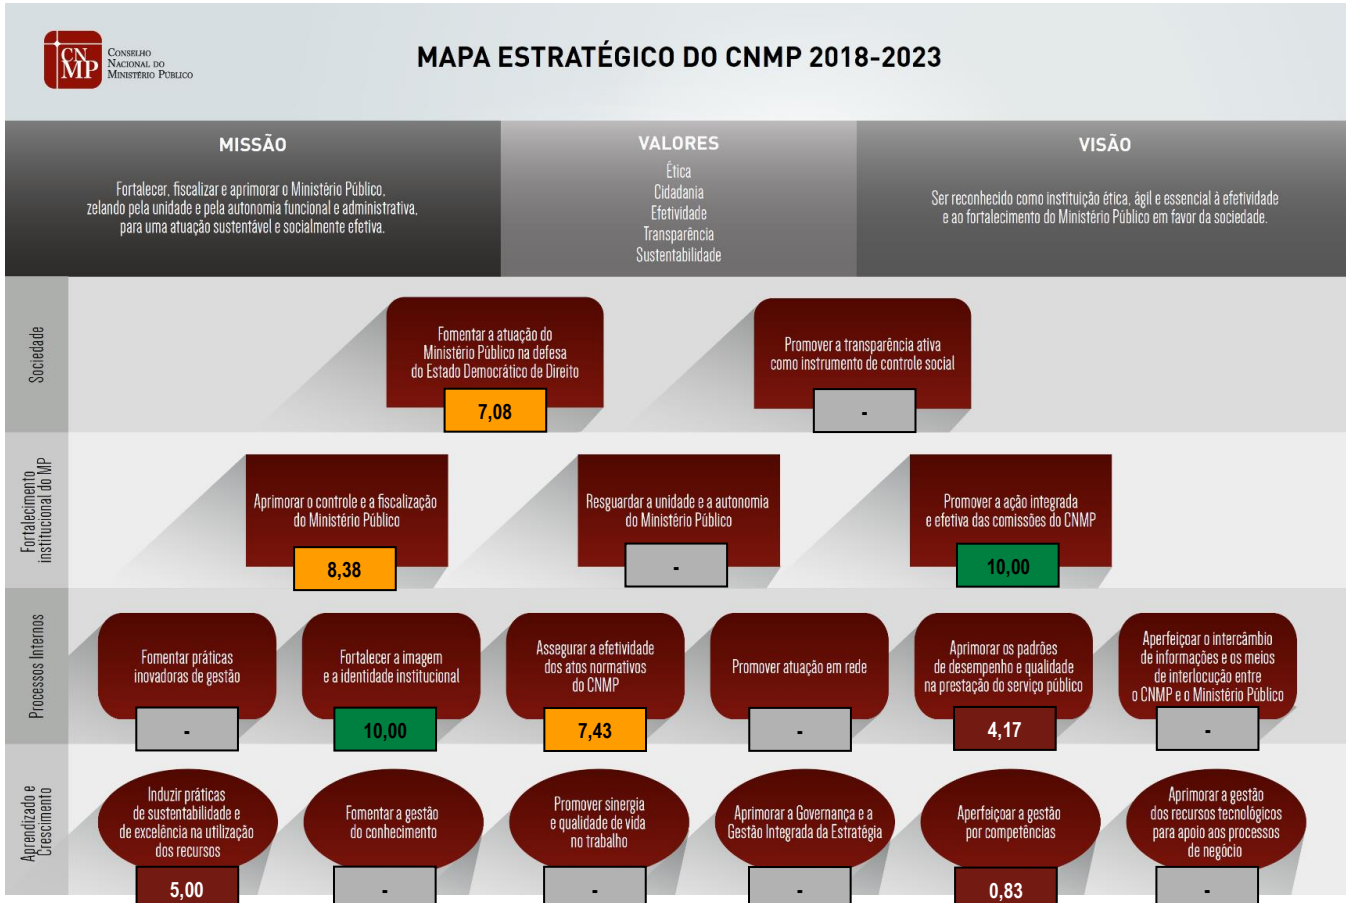 CN
MP
CONSELHO
NACIONAL DO
MINISTÉRIO PÚBLICO
MAPA ESTRATÉGICO DO CNMP 2018-2023
MISSÃO
Fortalecer, fiscalizar e aprimorar o Ministério Público,
zelando pela unidade e pela autonomia funcional e administrativa,
para uma atuação sustentável e socialmente efetiva.
VALORES
Ética
Cidadania
Efetividade
Transparência
Sustentabilidade
VISÃO
Ser reconhecido como instituição ética, ágil e essencial à efetividade
e ao fortalecimento do Ministério Público em favor da sociedade.
Sociedade
Fomentar a atuação do
Ministério Público na defesa
do Estado Democrático de Direito
7,08
Promover a transparência ativa
como instrumento de controle social
-
Fortalecimento
institucional do MP
Aprimorar o controle e a fiscalização
do Ministério Público
8,38
Resguardar a unidade e a autonomia
do Ministério Público
-
Promover a ação integrada
e efetiva das comissões do CNMP
10,00
Processos Internos
Fomentar práticas
inovadoras de gestão
-
Fortalecer a imagem
e a identidade institucional
10,00
Assegurar a efetividade
dos atos normativos
do CNMP
7,43
Promover atuação em rede
-
Aprimorar os padrões
de desempenho e qualidade
na prestação do serviço público
4,17
Aperfeiçoar o intercâmbio
de informações e os meios
de interlocução entre
o CNMP e o Ministério Público
-
Aprendizado e
Crescimento
Induzir práticas
de sustentabilidade e
de excelência na utilização
dos recursos
5,00
Fomentar a gestão
do conhecimento
-
Promover sinergia
e qualidade de vida
no trabalho
-
Aprimorar a Governança e a
Gestão Integrada da Estratégia
-
Aperfeiçoar a gestão
por competências
0,83
Aprimorar a gestão
dos recursos tecnológicos
para apoio aos processos
de negócio
-